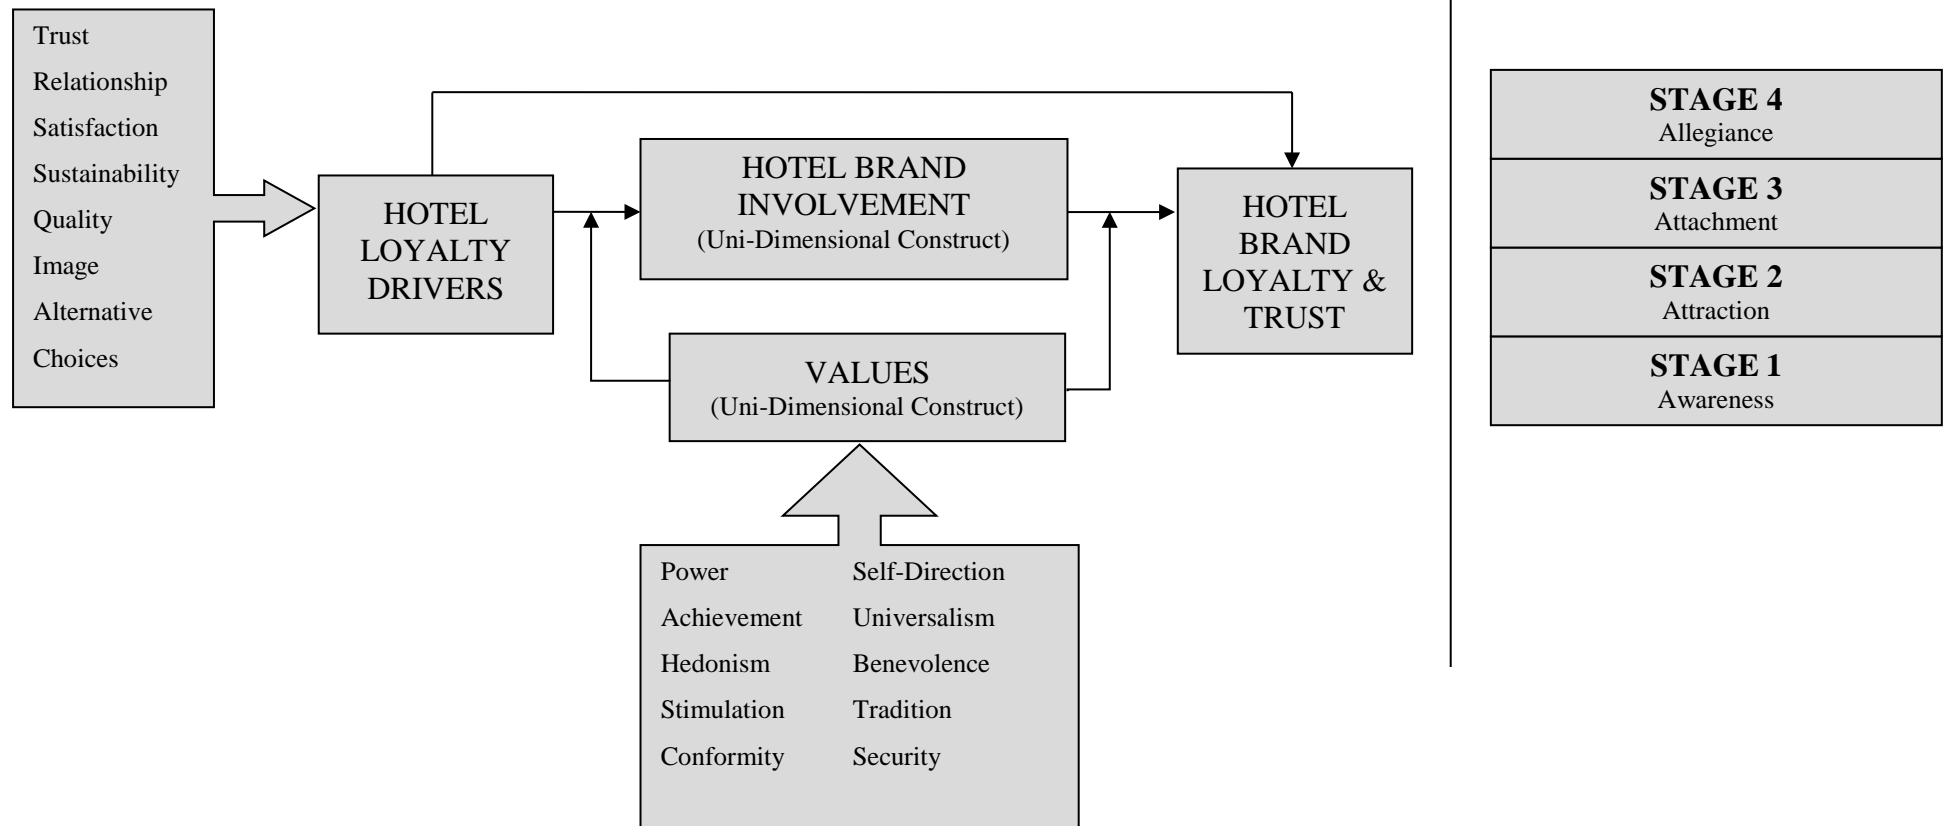 Trust
Relationship
Satisfaction
Sustainability
Quality
Image
Alternative
Choices
HOTEL
LOYALTY
DRIVERS
HOTEL BRAND
INVOLVEMENT
(Uni-Dimensional Construct)
VALUES
(Uni-Dimensional Construct)
HOTEL
BRAND
LOYALTY &
TRUST
Power Self-Direction
Achievement Universalism
Hedonism Benevolence
Stimulation Tradition
Conformity Security
STAGE 4
Allegiance
STAGE 3
Attachment
STAGE 2
Attraction
STAGE 1
Awareness